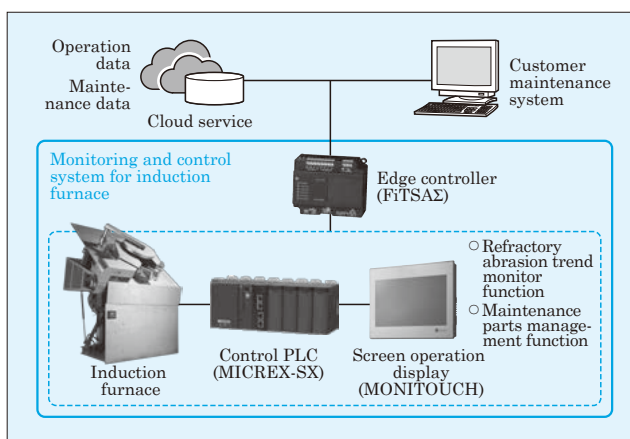 Operation
data
Mainte-
nance data
Cloud service
Customer
maintenance
system
Monitoring and control
system for induction
furnace
Edge controller
(FiTSAΣ)
Induction
furnace
Control PLC
(MICREX-SX)
Screen operation
display
(MONITOUCH)
○ Refractory
abrasion trend
monitor
function
○ Maintenance
parts manage-
ment function